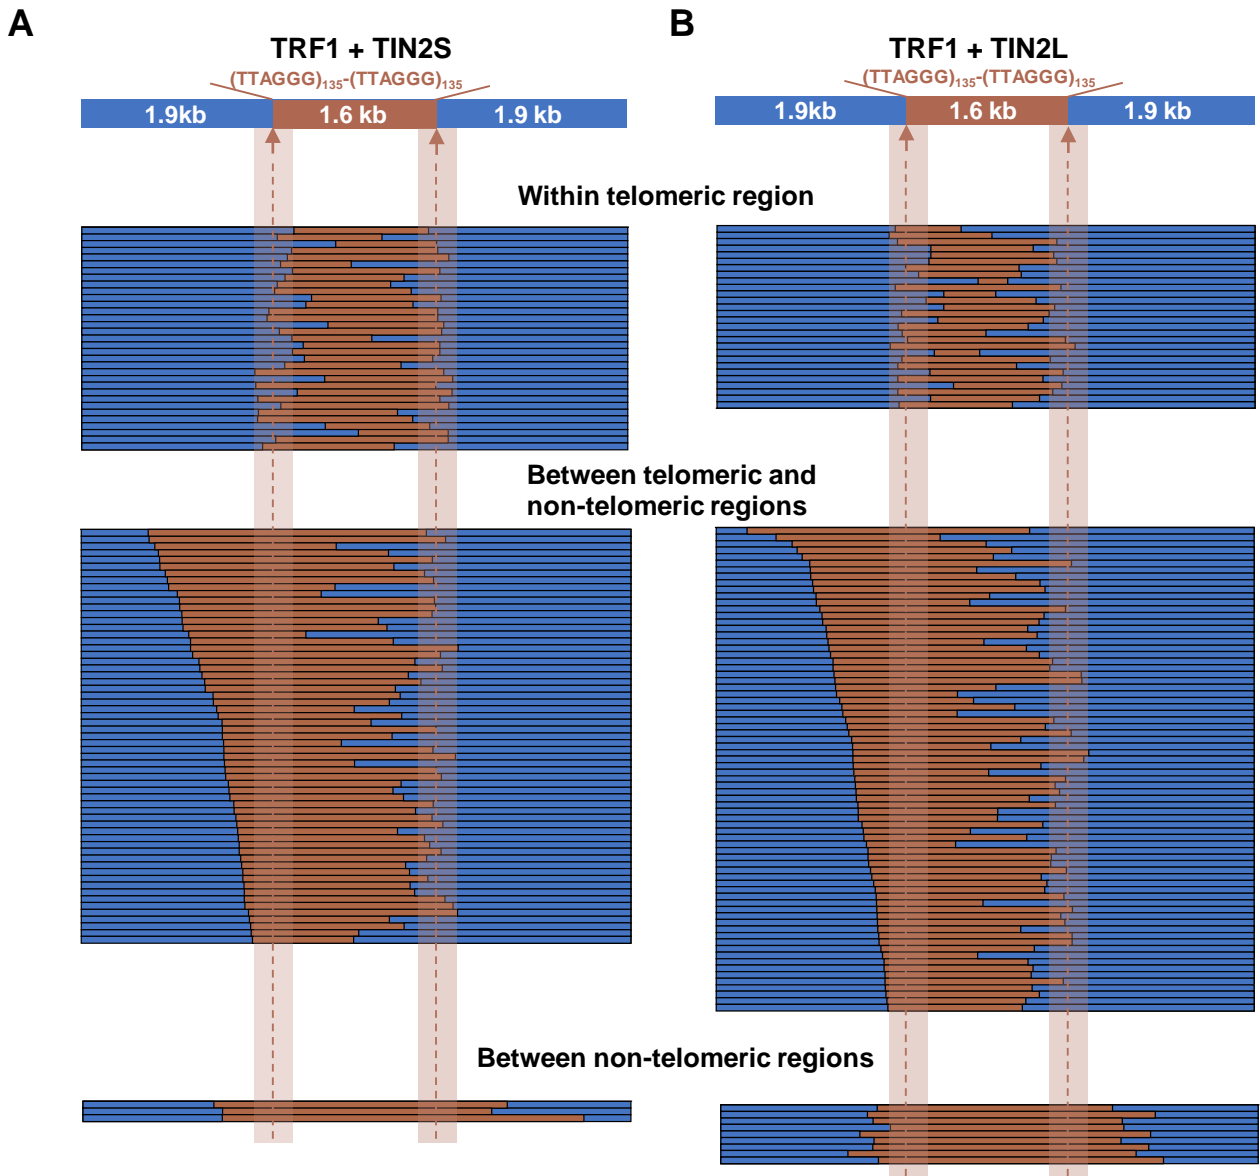 A
TRF1 + TIN2S
(TTAGGG)135-(TTAGGG)135
1.9kb 1.6 kb 1.9 kb
B
TRF1 + TIN2L
(TTAGGG)135-(TTAGGG)135
1.9kb 1.6 kb 1.9 kb
Within telomeric region
Between telomeric and
non-telomeric regions
Between non-telomeric regions